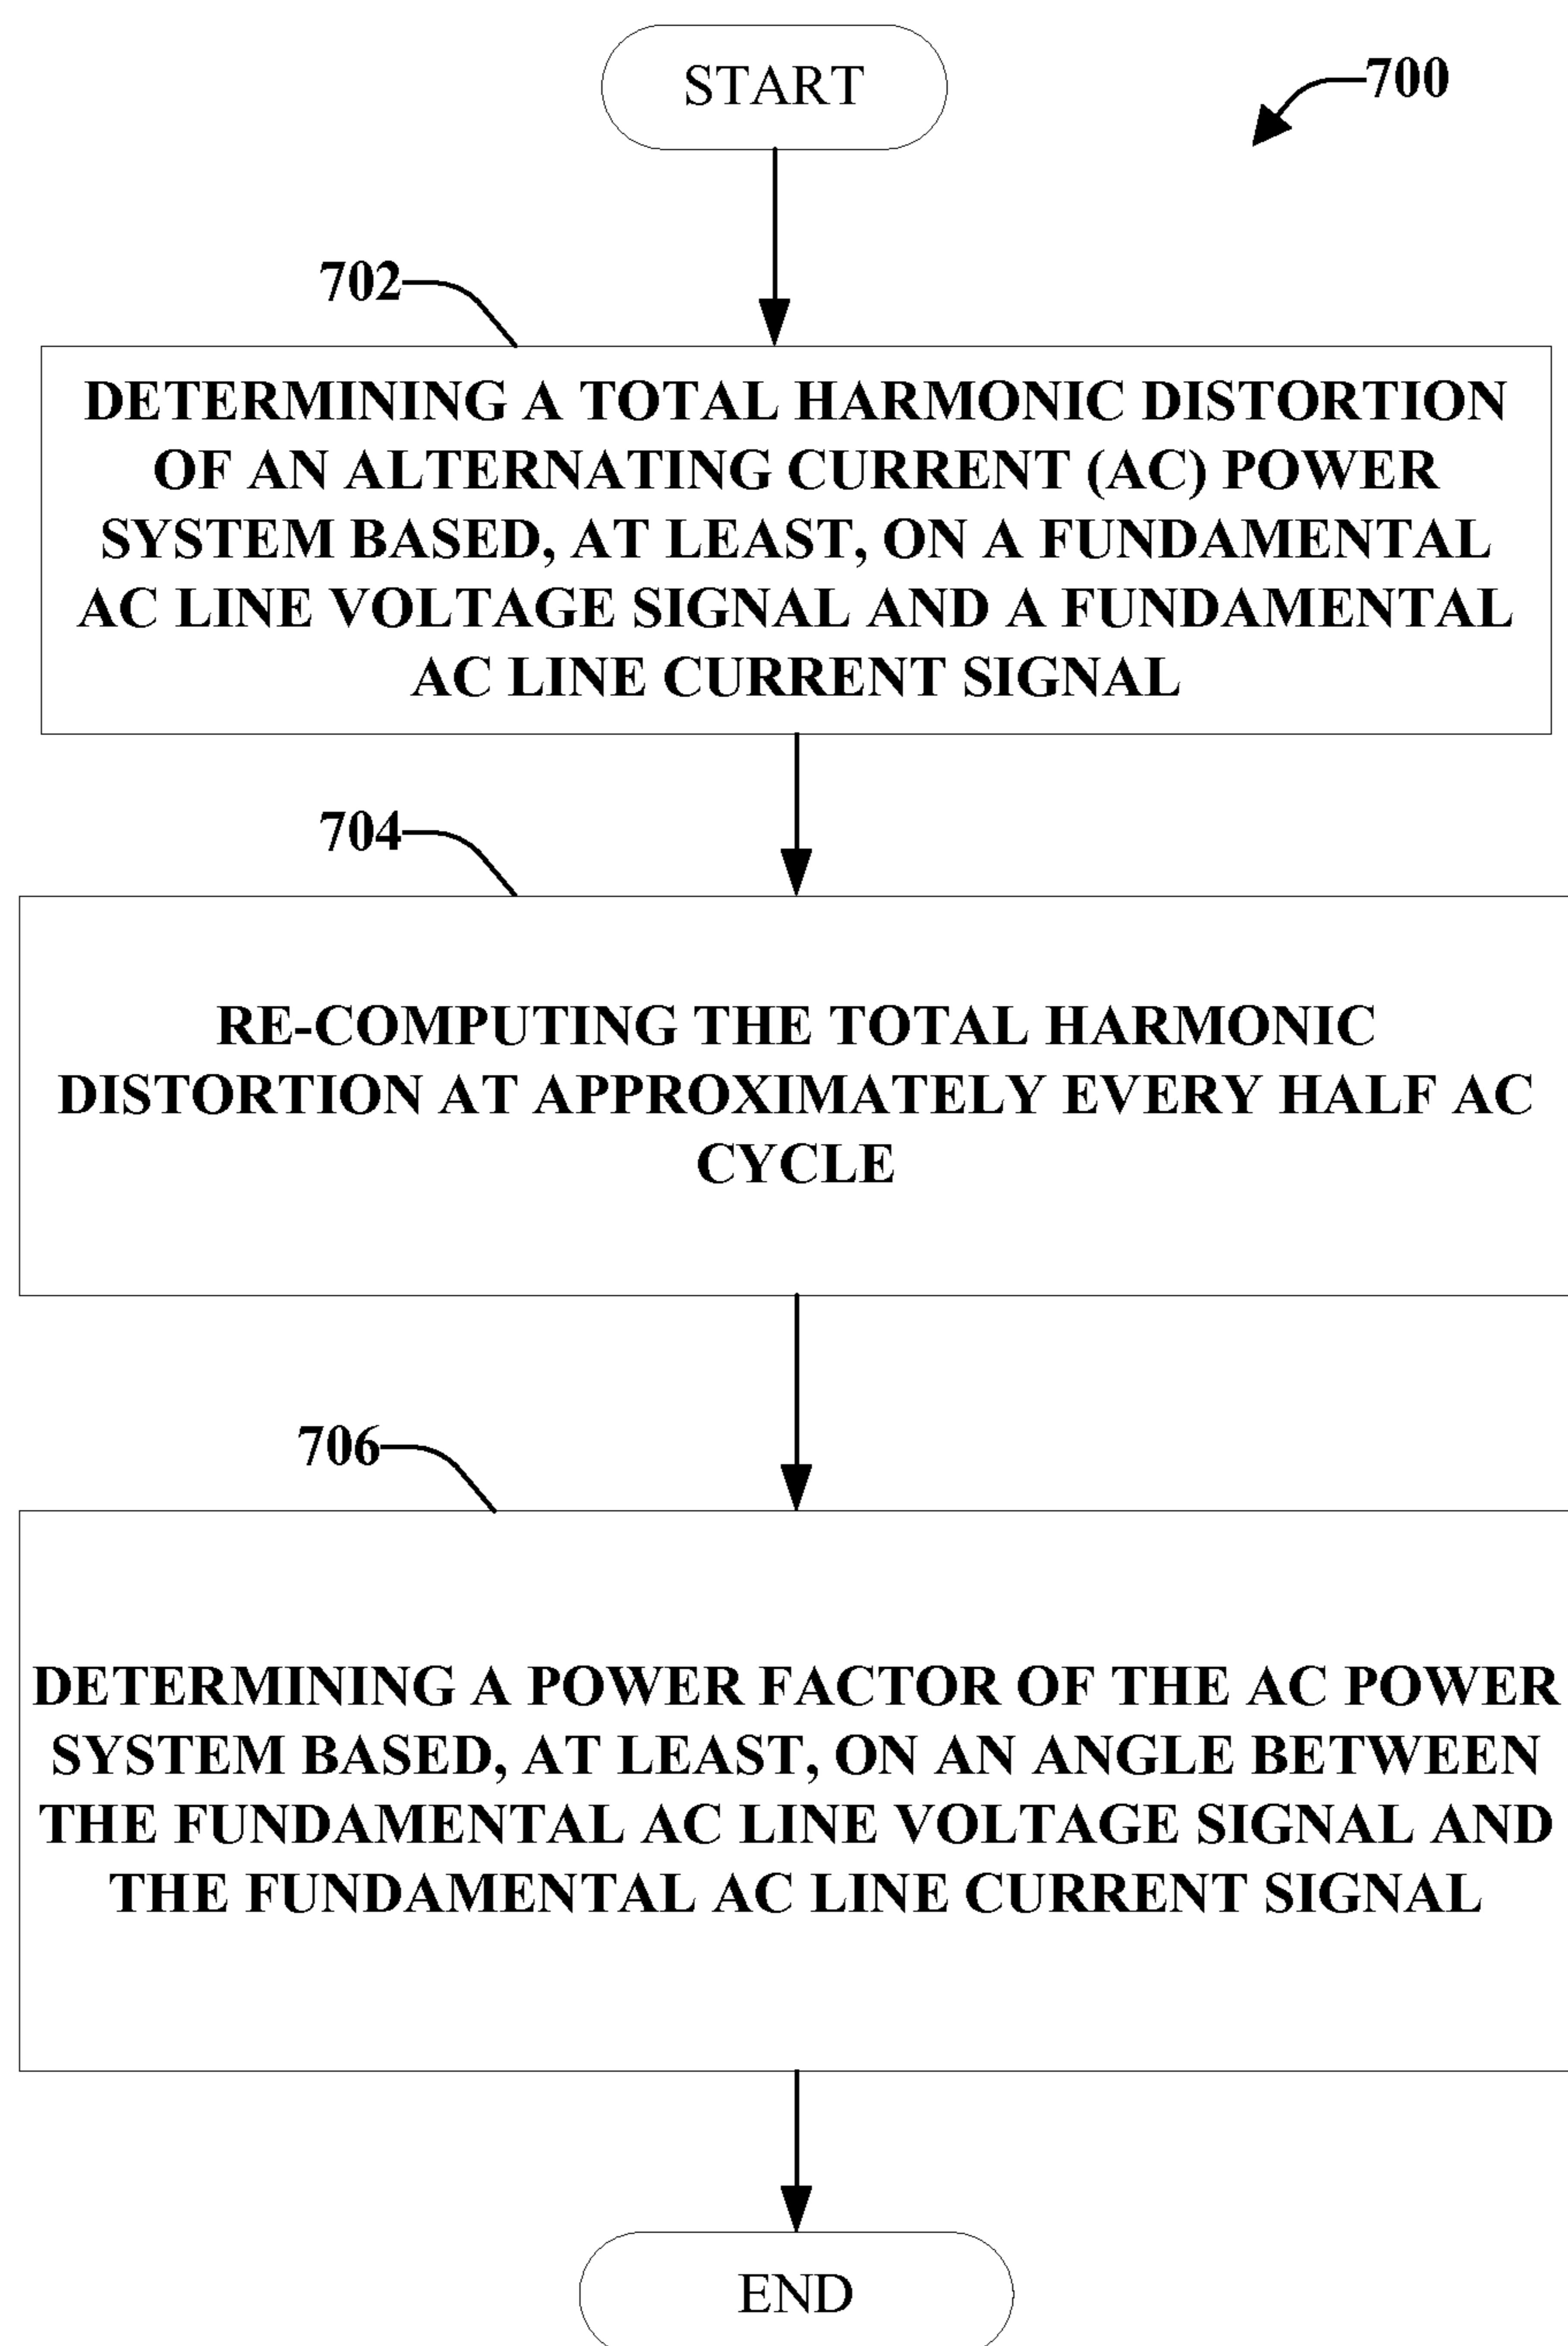 START
700
702
DETERMINING A TOTAL HARMONIC DISTORTION
OF AN ALTERNATING CURRENT (AC) POWER
SYSTEM BASED, AT LEAST, ON A FUNDAMENTAL
AC LINE VOLTAGE SIGNAL AND A FUNDAMENTAL
AC LINE CURRENT SIGNAL
704
RE-COMPUTING THE TOTAL HARMONIC
DISTORTION AT APPROXIMATELY EVERY HALF AC
CYCLE
706
DETERMINING A POWER FACTOR OF THE AC POWER
SYSTEM BASED, AT LEAST, ON AN ANGLE BETWEEN
THE FUNDAMENTAL AC LINE VOLTAGE SIGNAL AND
THE FUNDAMENTAL AC LINE CURRENT SIGNAL
END